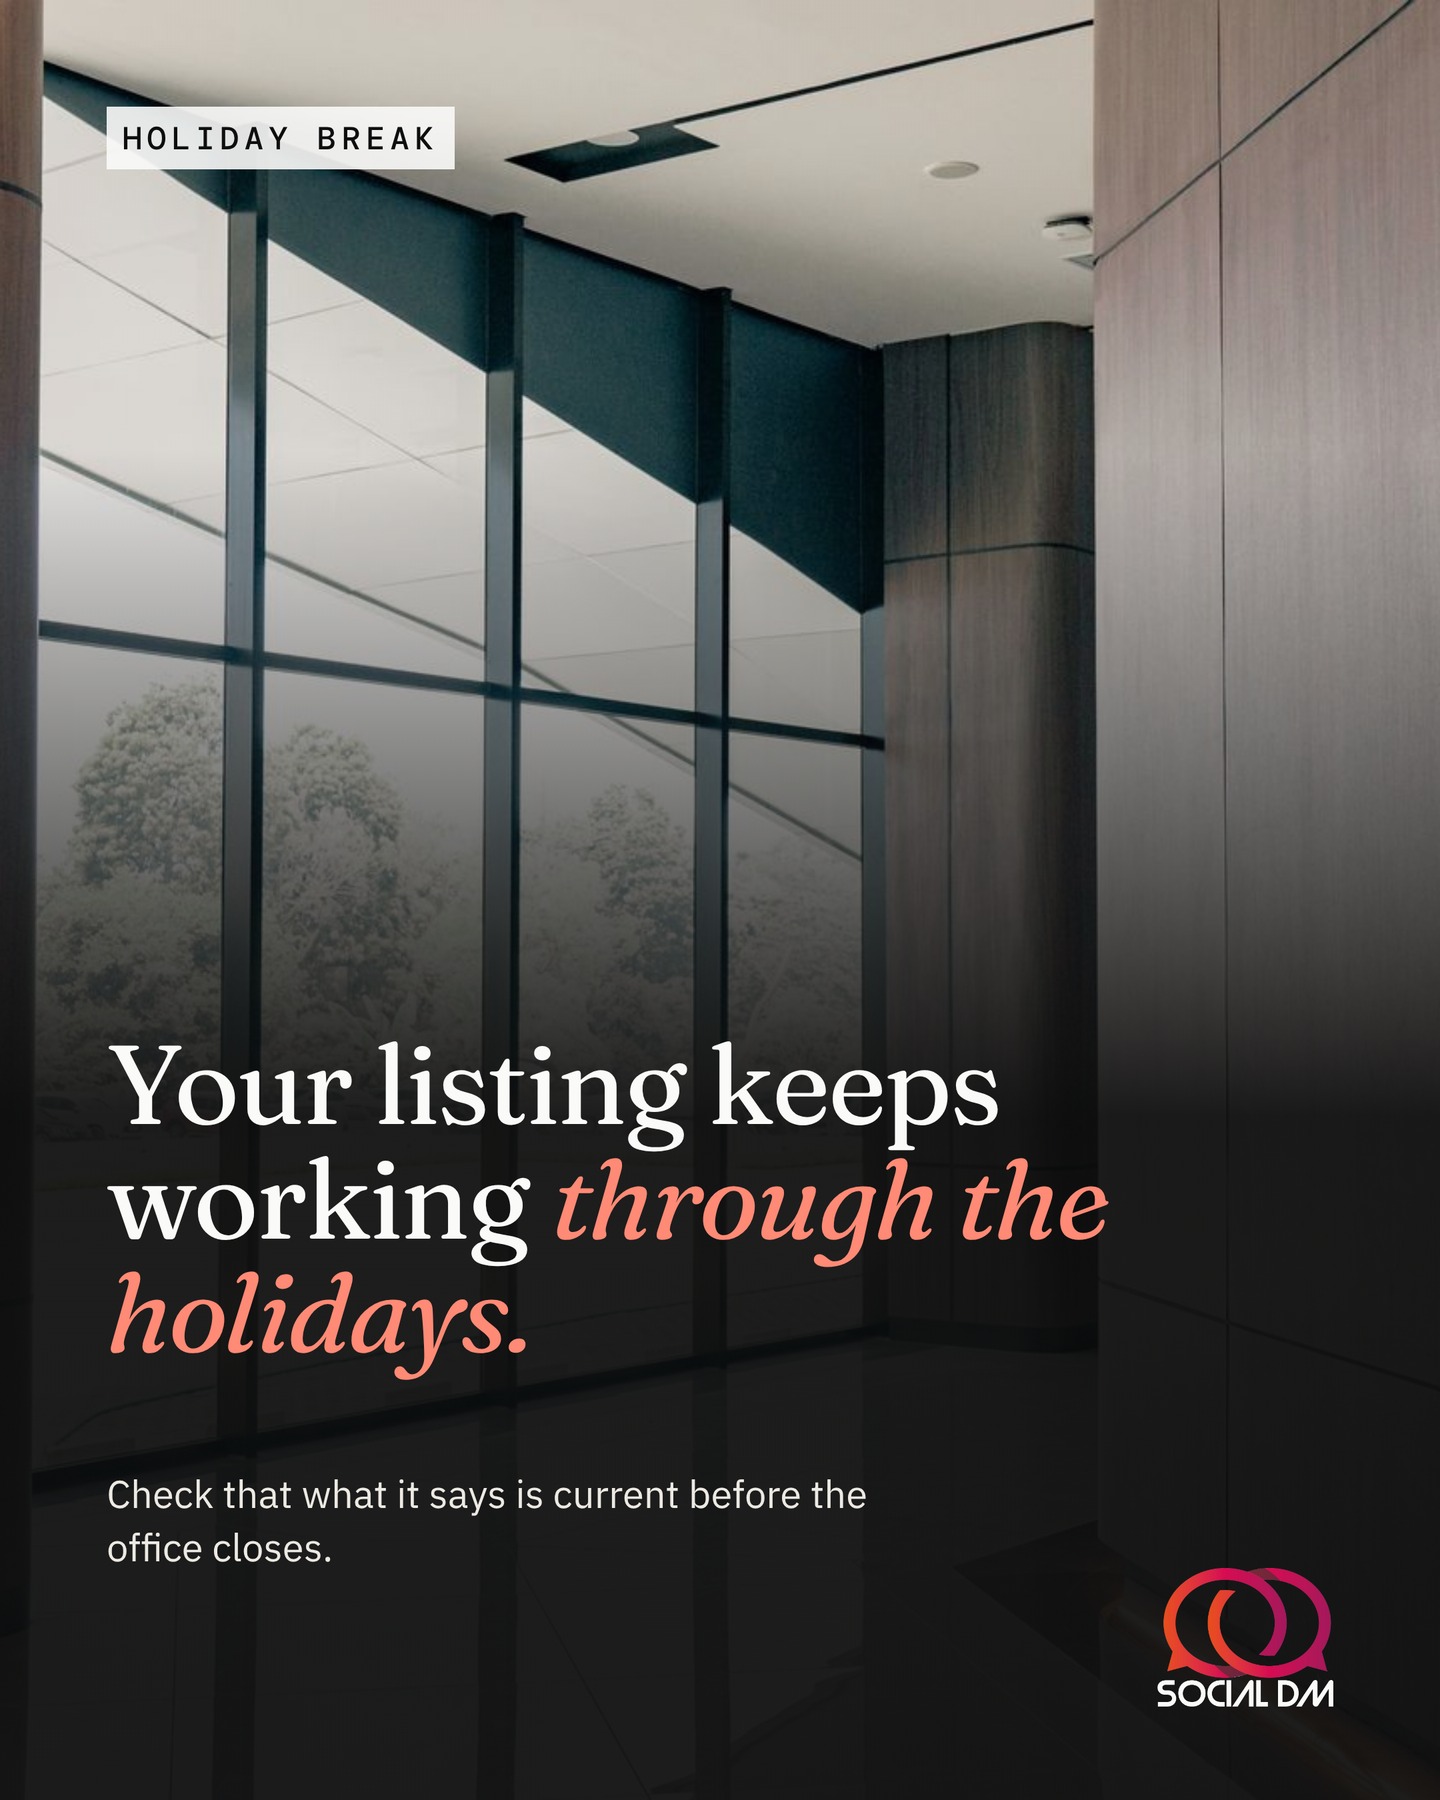 HOLIDAY BREAK
Your listing keeps
working through the
holidays.
Check that what it says is current before the
office closes.
SOCIAL DM